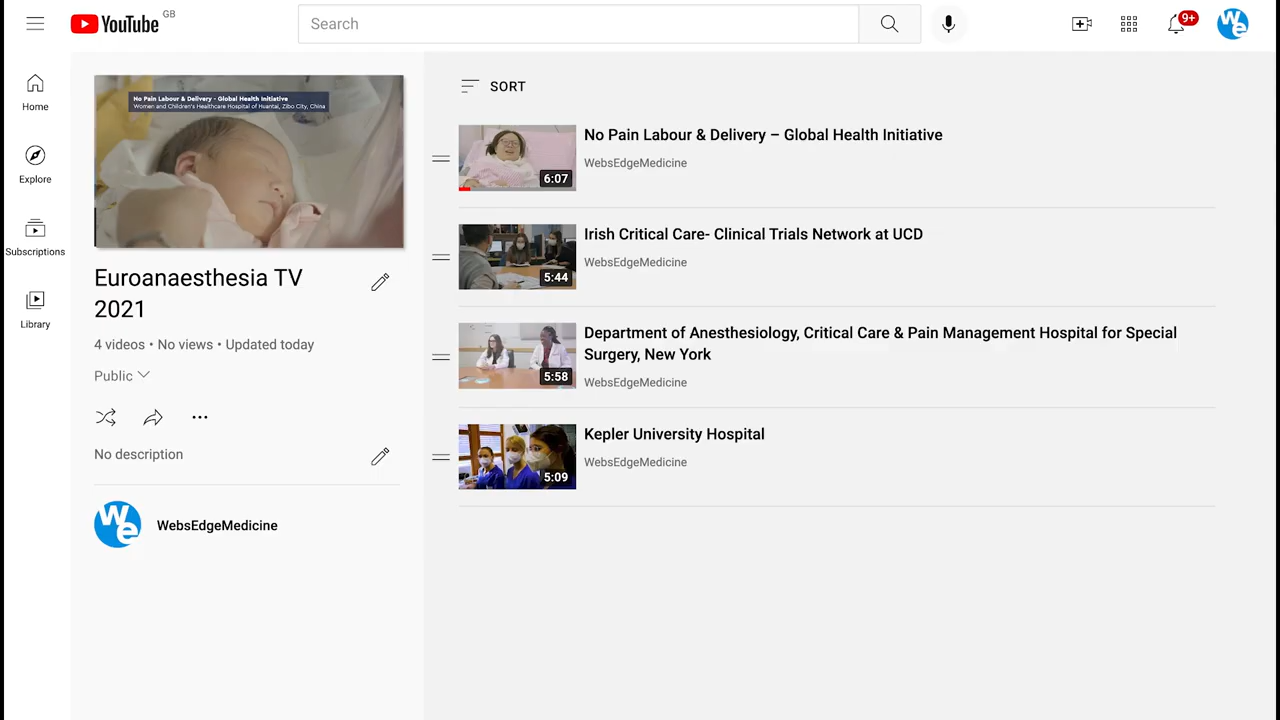 YouTube GB
Search
9+
We
Home
Explore
Subscriptions
Library
No Pain Labour & Delivery - Global Health Initiative
Women and Children's Healthcare Hospital of Huantai, Zibo City, China
Euroanaesthesia TV
2021
4 videos • No views • Updated today
Public
No description
We
WebsEdgeMedicine
SORT
No Pain Labour & Delivery – Global Health Initiative
WebsEdgeMedicine
6:07
Irish Critical Care- Clinical Trials Network at UCD
WebsEdgeMedicine
5:44
Department of Anesthesiology, Critical Care & Pain Management Hospital for Special
Surgery, New York
WebsEdgeMedicine
5:58
Kepler University Hospital
WebsEdgeMedicine
5:09